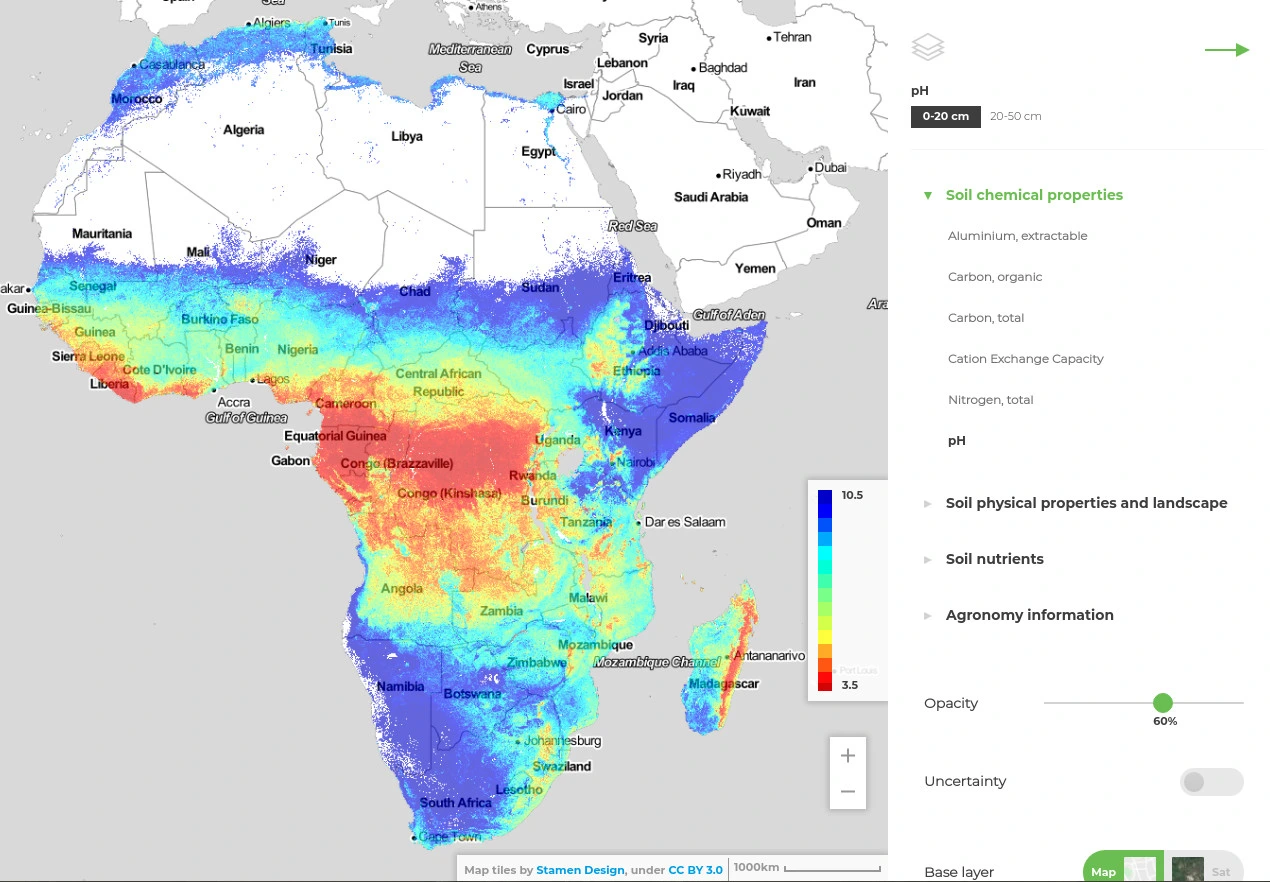 Spain
Sea
Athens
Algiers
Tunis
Tehran
Syria
Mediterranean
Sea
Cyprus
Tunisia
Lebanon
Casablanca
Baghdad
Israel
Iraq
Iran
Jordan
Morocco
Cairo
Kuwait
Algeria
Libya
Egypt
Dubai
Riyadh
Saudi Arabia
Oman
Red Sea
Mauritania
Mali
Niger
Yemen
Eritrea
Senegal
akar
Chad
Sudan
Ara
Guinea-Bissau
Gulf of Aden
Burkino Faso
Djibouti
Guinea
Benin
Nigeria
Addis Ababa
Sierra Leone
Cote D'Ivoire
Ethiopia
Central African
Republic
Liberia
Lagos
Accra
Cameroon
Gulf of Guinea
Somalia
Equatorial Guinea
Kenya
Uganda
Gabon
Congo (Brazzaville)
Nairobi
Rwanda
Congo (Kinshasa)
Burundi
Tanzania
Dar es Salaam
Angola
Malawi
Zambia
Mozambique
Zimbabwe
Mozambique Channel
Antananarivo
Port Louis
Namibia
Botswana
Madagascar
Johannesburg
Swaziland
Lesotho
South Africa
Cape Town
10.5
3.5
+
−
Map tiles by Stamen Design, under CC BY 3.0
1000km
pH
0-20 cm 20-50 cm
Soil chemical properties
Aluminium, extractable
Carbon, organic
Carbon, total
Cation Exchange Capacity
Nitrogen, total
pH
Soil physical properties and landscape
Soil nutrients
Agronomy information
Opacity
60%
Uncertainty
Base layer
Map Sat